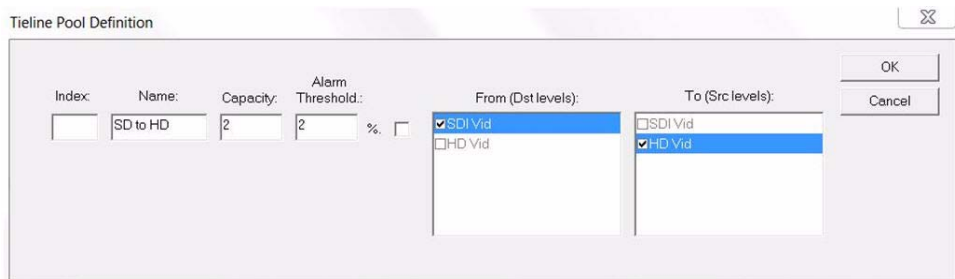 Tieline Pool Definition
OK
Cancel
Index:
Name:
Capacity:
Alarm
Threshold.:
From (Dst levels):
To (Src levels):
SD to HD
2
2
%.
SDI Vid
HD Vid
SDI Vid
HD Vid